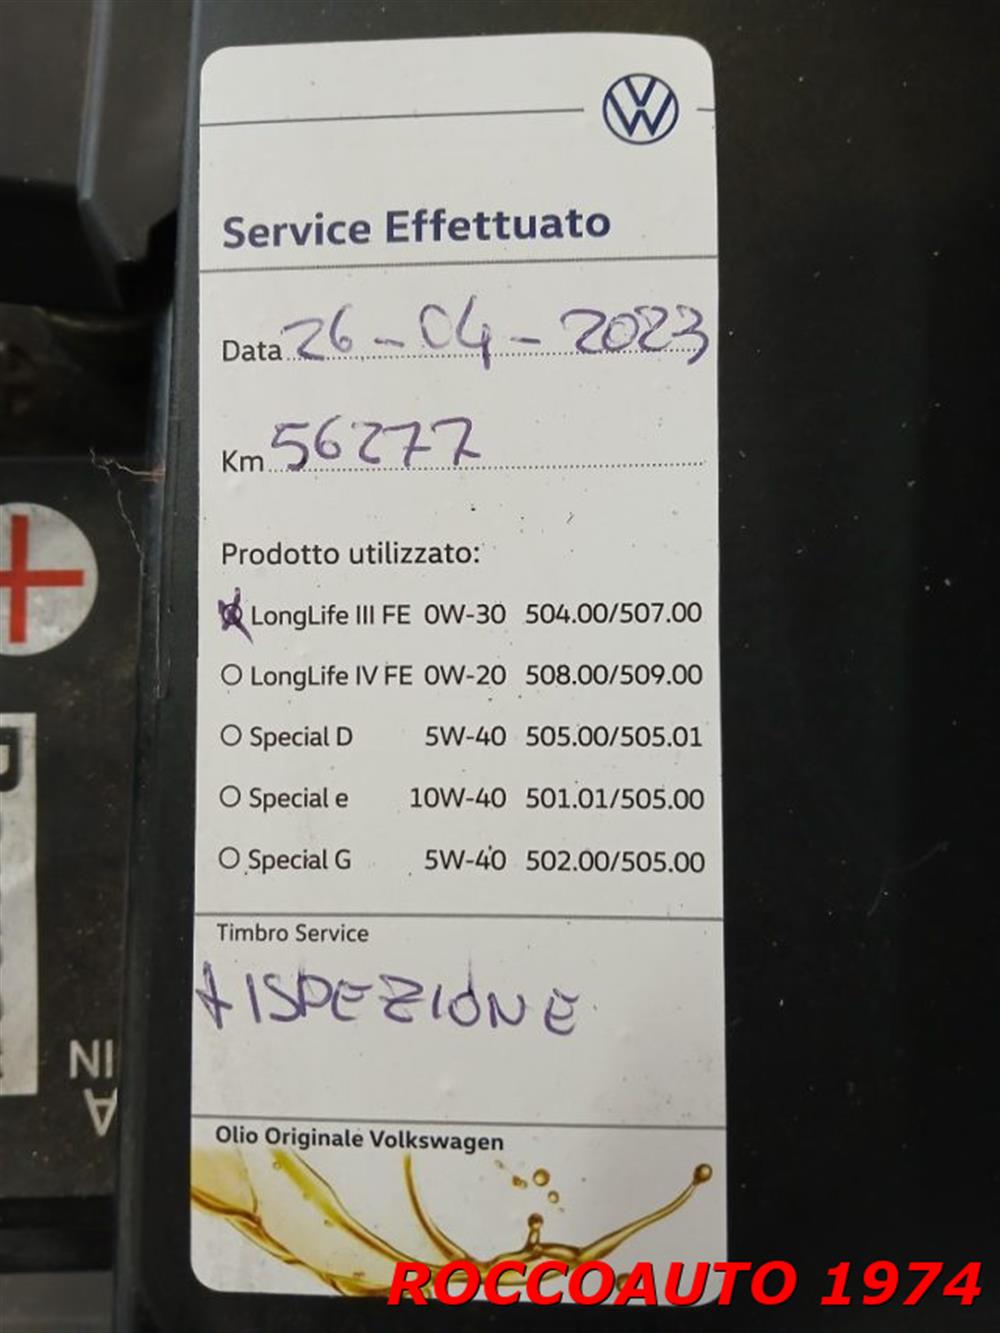 Service Effettuato
Data 26-04-2023
Km 56277
Prodotto utilizzato:
LongLife III FE 0W-30 504.00/507.00
LongLife IV FE 0W-20 508.00/509.00
Special D 5W-40 505.00/505.01
Special e 10W-40 501.01/505.00
Special G 5W-40 502.00/505.00
Timbro Service
+ ISPEZIONE
Olio Originale Volkswagen
ROCCOAUTO 1974